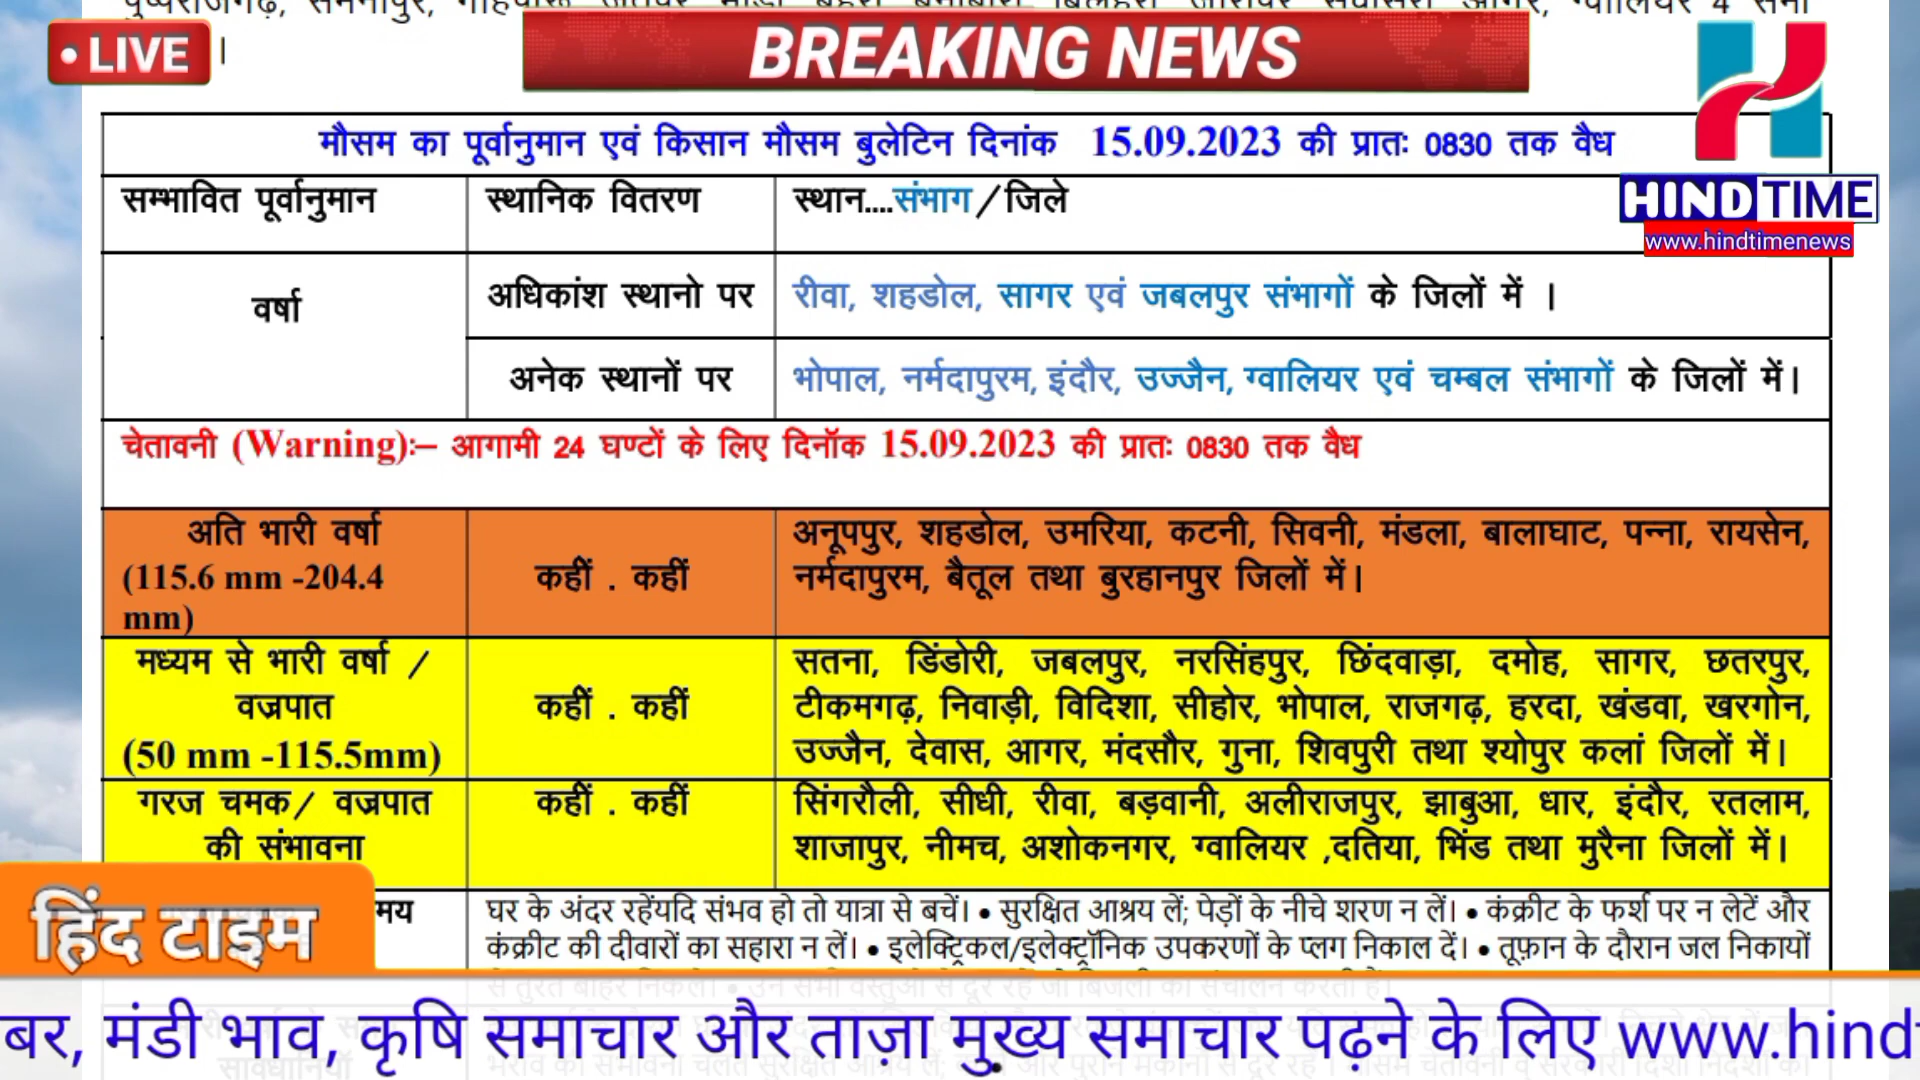 • LIVE
BREAKING NEWS
HINDTIME
www.hindtimenews
मौसम का पूर्वानुमान एवं किसान मौसम बुलेटिन दिनांक 15.09.2023 की प्रातः 0830 तक वैध
सम्भावित पूर्वानुमान
स्थानिक वितरण
स्थान....संभाग/जिले
वर्षा
अधिकांश स्थानो पर
रीवा, शहडोल, सागर एवं जबलपुर संभागों के जिलों में ।
अनेक स्थानों पर
भोपाल, नर्मदापुरम, इंदौर, उज्जैन, ग्वालियर एवं चम्बल संभागों के जिलों में।
चेतावनी (Warning):– आगामी 24 घण्टों के लिए दिनॉक 15.09.2023 की प्रातः 0830 तक वैध
अति भारी वर्षा
(115.6 mm -204.4
mm)
कहीं . कहीं
अनूपपुर, शहडोल, उमरिया, कटनी, सिवनी, मंडला, बालाघाट, पन्ना, रायसेन,
नर्मदापुरम, बैतूल तथा बुरहानपुर जिलों में।
मध्यम से भारी वर्षा /
वज्रपात
(50 mm -115.5mm)
कहीं . कहीं
सतना, डिंडोरी, जबलपुर, नरसिंहपुर, छिंदवाड़ा, दमोह, सागर, छतरपुर,
टीकमगढ़, निवाड़ी, विदिशा, सीहोर, भोपाल, राजगढ़, हरदा, खंडवा, खरगोन,
उज्जैन, देवास, आगर, मंदसौर, गुना, शिवपुरी तथा श्योपुर कलां जिलों में।
गरज चमक/ वज्रपात
की संभावना
कहीं . कहीं
सिंगरौली, सीधी, रीवा, बड़वानी, अलीराजपुर, झाबुआ, धार, इंदौर, रतलाम,
शाजापुर, नीमच, अशोकनगर, ग्वालियर ,दतिया, भिंड तथा मुरैना जिलों में।
मय
घर के अंदर रहेंयदि संभव हो तो यात्रा से बचें। • सुरक्षित आश्रय लें; पेड़ों के नीचे शरण न लें। • कंक्रीट के फर्श पर न लेटें और
कंक्रीट की दीवारों का सहारा न लें। • इलेक्ट्रिकल/इलेक्ट्रॉनिक उपकरणों के प्लग निकाल दें। • तूफ़ान के दौरान जल निकायों
हिंद टाइम
बर, मंडी भाव, कृषि समाचार और ताज़ा मुख्य समाचार पढ़ने के लिए www.hind